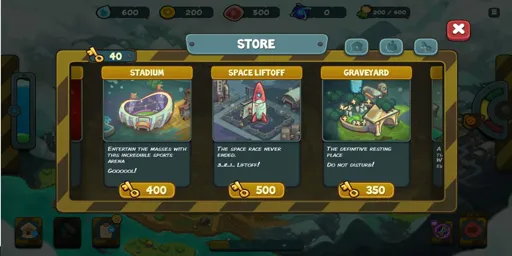 600
200
500
0
200 / 600
STORE
40
STADIUM
SPACE LIFTOFF
GRAVEYARD
ENTERTAIN THE MASSES WITH
THIS INCREDIBLE SPORTS
ARENA
GOOOOOL!
THE SPACE RACE NEVER
ENDED.
3..2..1.. LIFTOFF!
THE DEFINITIVE RESTING
PLACE
DO NOT DISTURB!
400
500
350